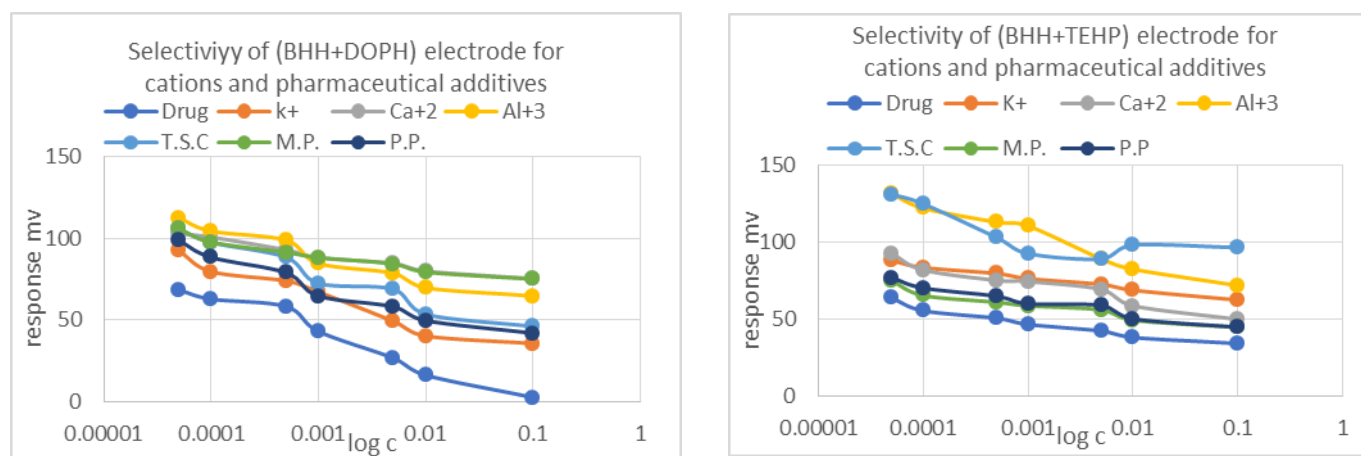 Selectiviyy of (BHH+DOPH) electrode for
cations and pharmaceutical additives
Drug k+ Ca+2 Al+3
T.S.C M.P. P.P.
150
100
50
0
response mv
0.00001 0.0001 0.001 0.01 0.1 1
log c
Selectivity of (BHH+TEHP) electrode for
cations and pharmaceutical additives
Drug K+ Ca+2 Al+3
T.S.C M.P. P.P
150
100
50
0
response mv
0.00001 0.0001 0.001 0.01 0.1 1
log c